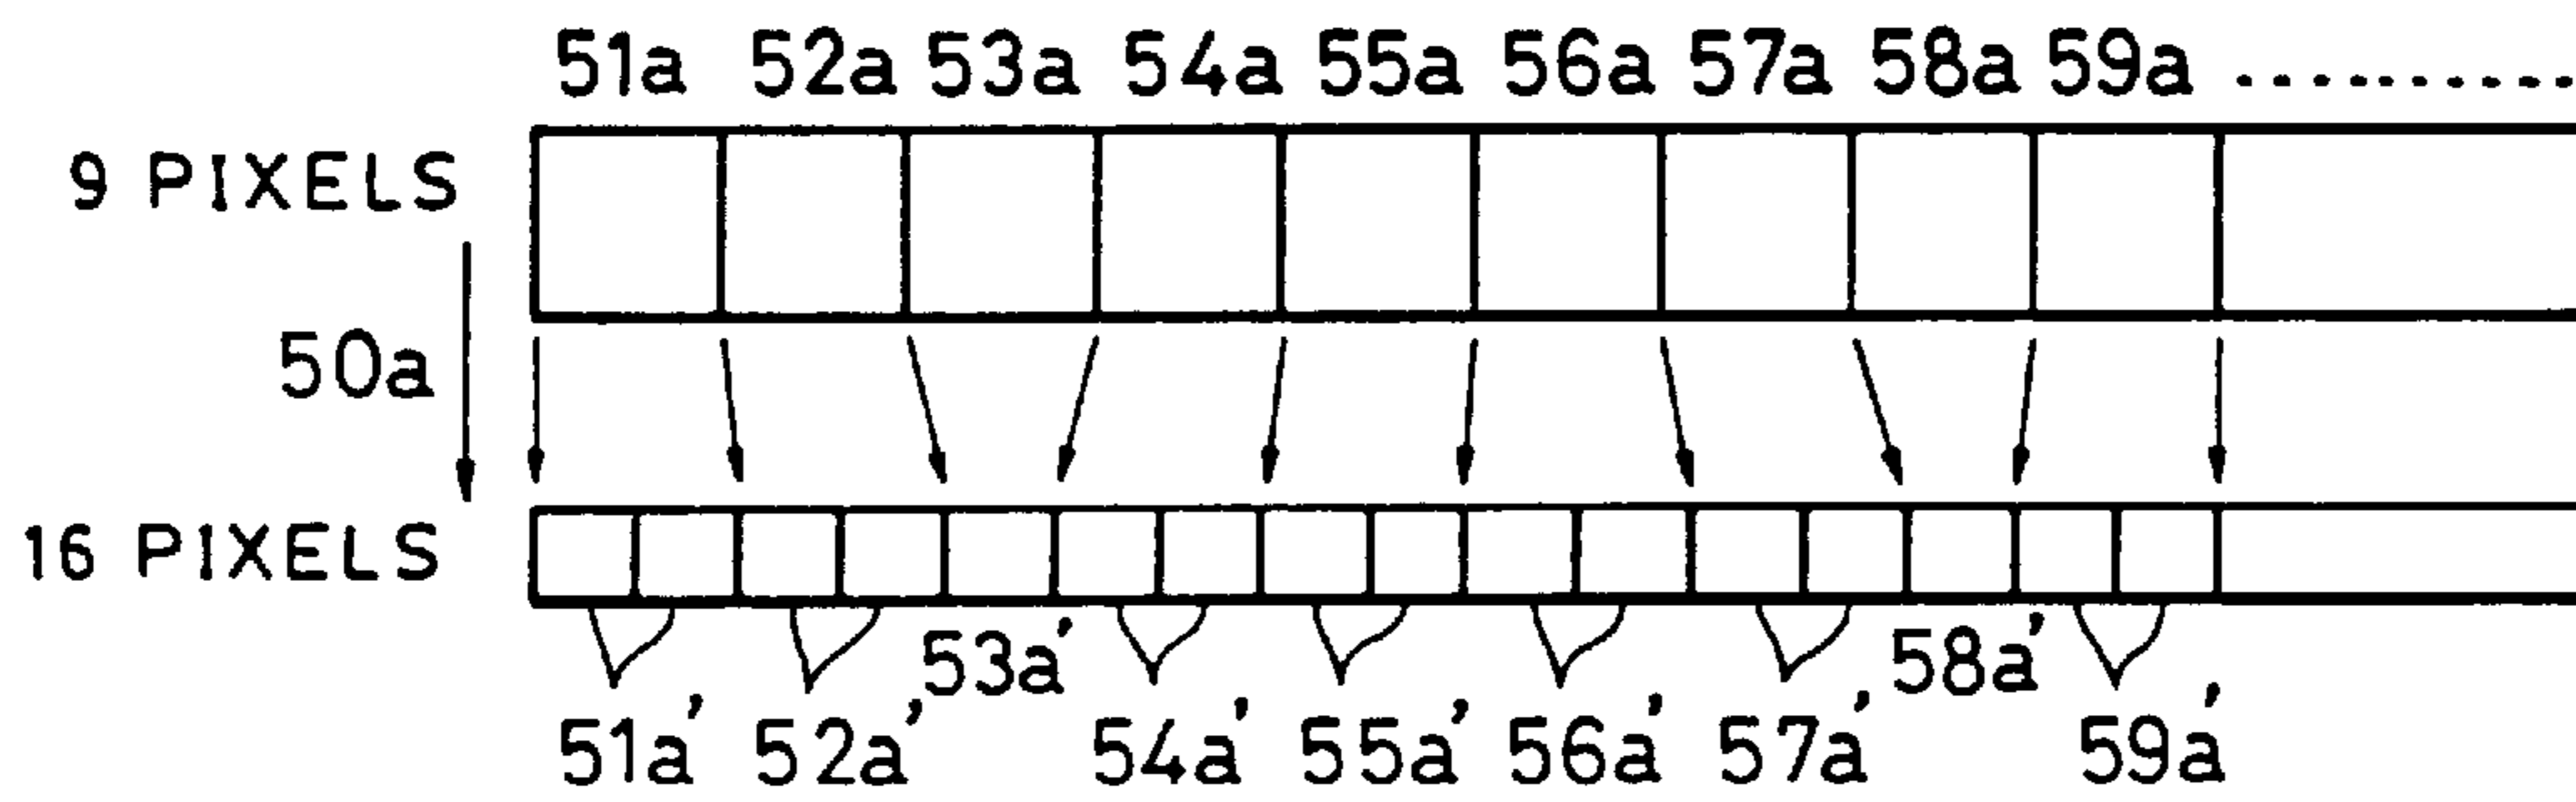 51a 52a 53a 54a 55a 56a 57a 58a 59a ..........
9 PIXELS
50a
16 PIXELS
53a' 58a'
51a' 52a' 54a' 55a' 56a' 57a' 59a'